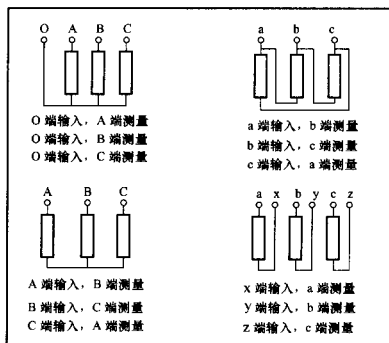 O A B C
O 端输入，A 端测量
O 端输入，B 端测量
O 端输入，C 端测量
a b c
a 端输入，b 端测量
b 端输入，c 端测量
c 端输入，a 端测量
A B C
A 端输入，B 端测量
B 端输入，C 端测量
C 端输入，A 端测量
a x b y c z
x 端输入，a 端测量
y 端输入，b 端测量
z 端输入，c 端测量